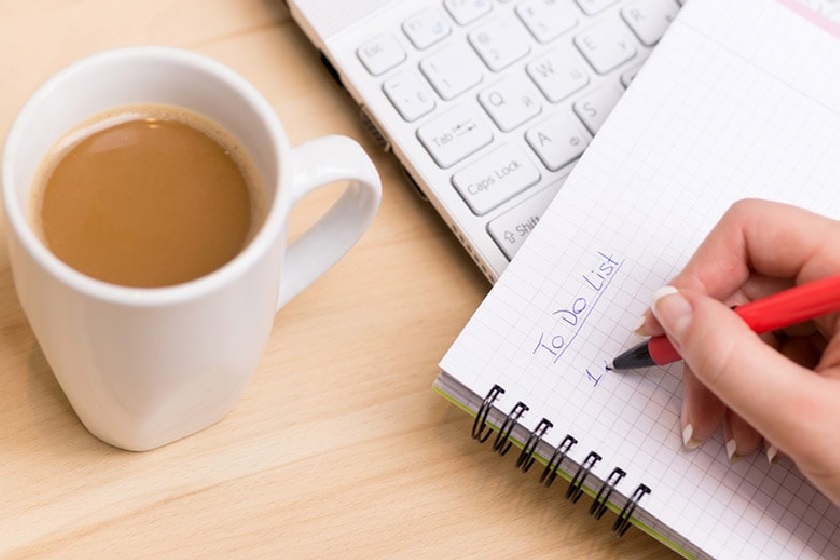 Esc
Q Й
W Ц
E У
R К
Tab
A Ф
S
Caps Lock
Shift
To Do List
1.